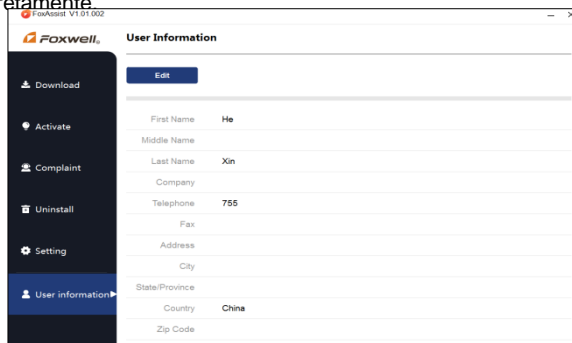 retamente.
FoxAssist V1.01.002
FOXWELL®
User Information
Edit
Download
Activate
Complaint
Uninstall
Setting
User information
First Name He
Middle Name
Last Name Xin
Company
Telephone 755
Fax
Address
City
State/Province
Country China
Zip Code